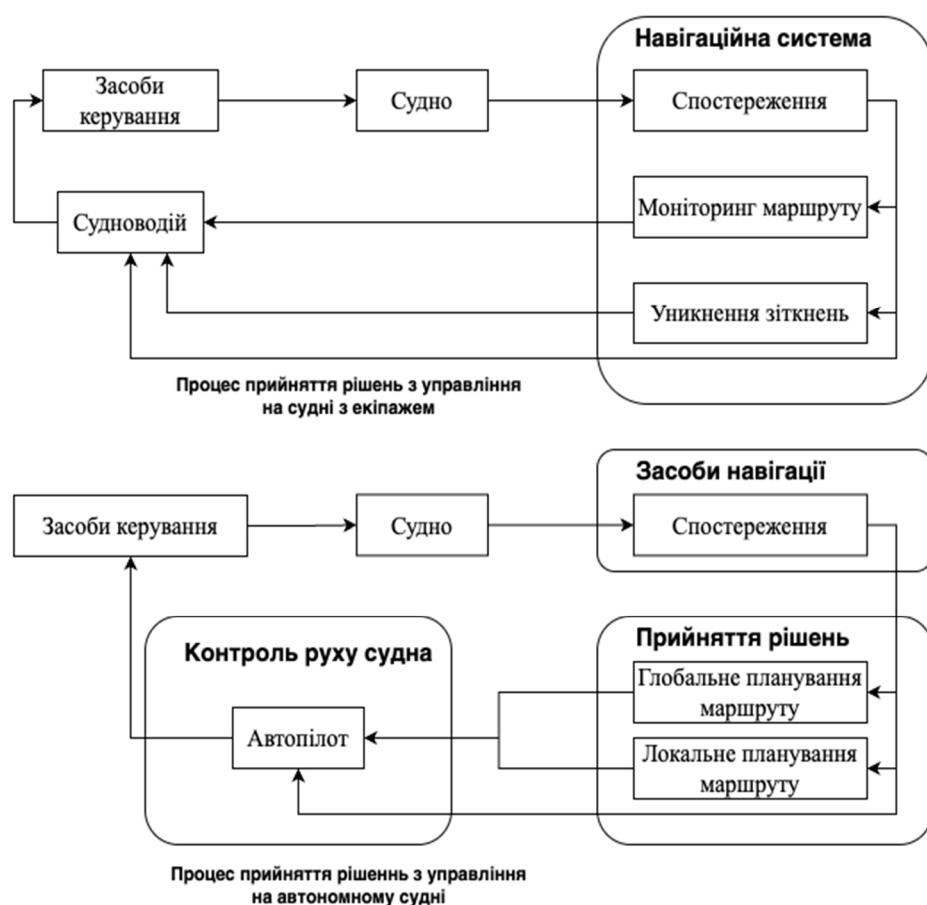 Навігаційна система
Засоби
керування
Судно
Спостереження
Судноводій
Моніторинг маршруту
Уникнення зіткнень
Процес прийняття рішень з управління
на судні з екіпажем
Засоби навігації
Засоби керування
Судно
Спостереження
Контроль руху судна
Прийняття рішень
Глобальне планування
маршруту
Автопілот
Локальне планування
маршруту
Процес прийняття рішеннь з управління
на автономному судні